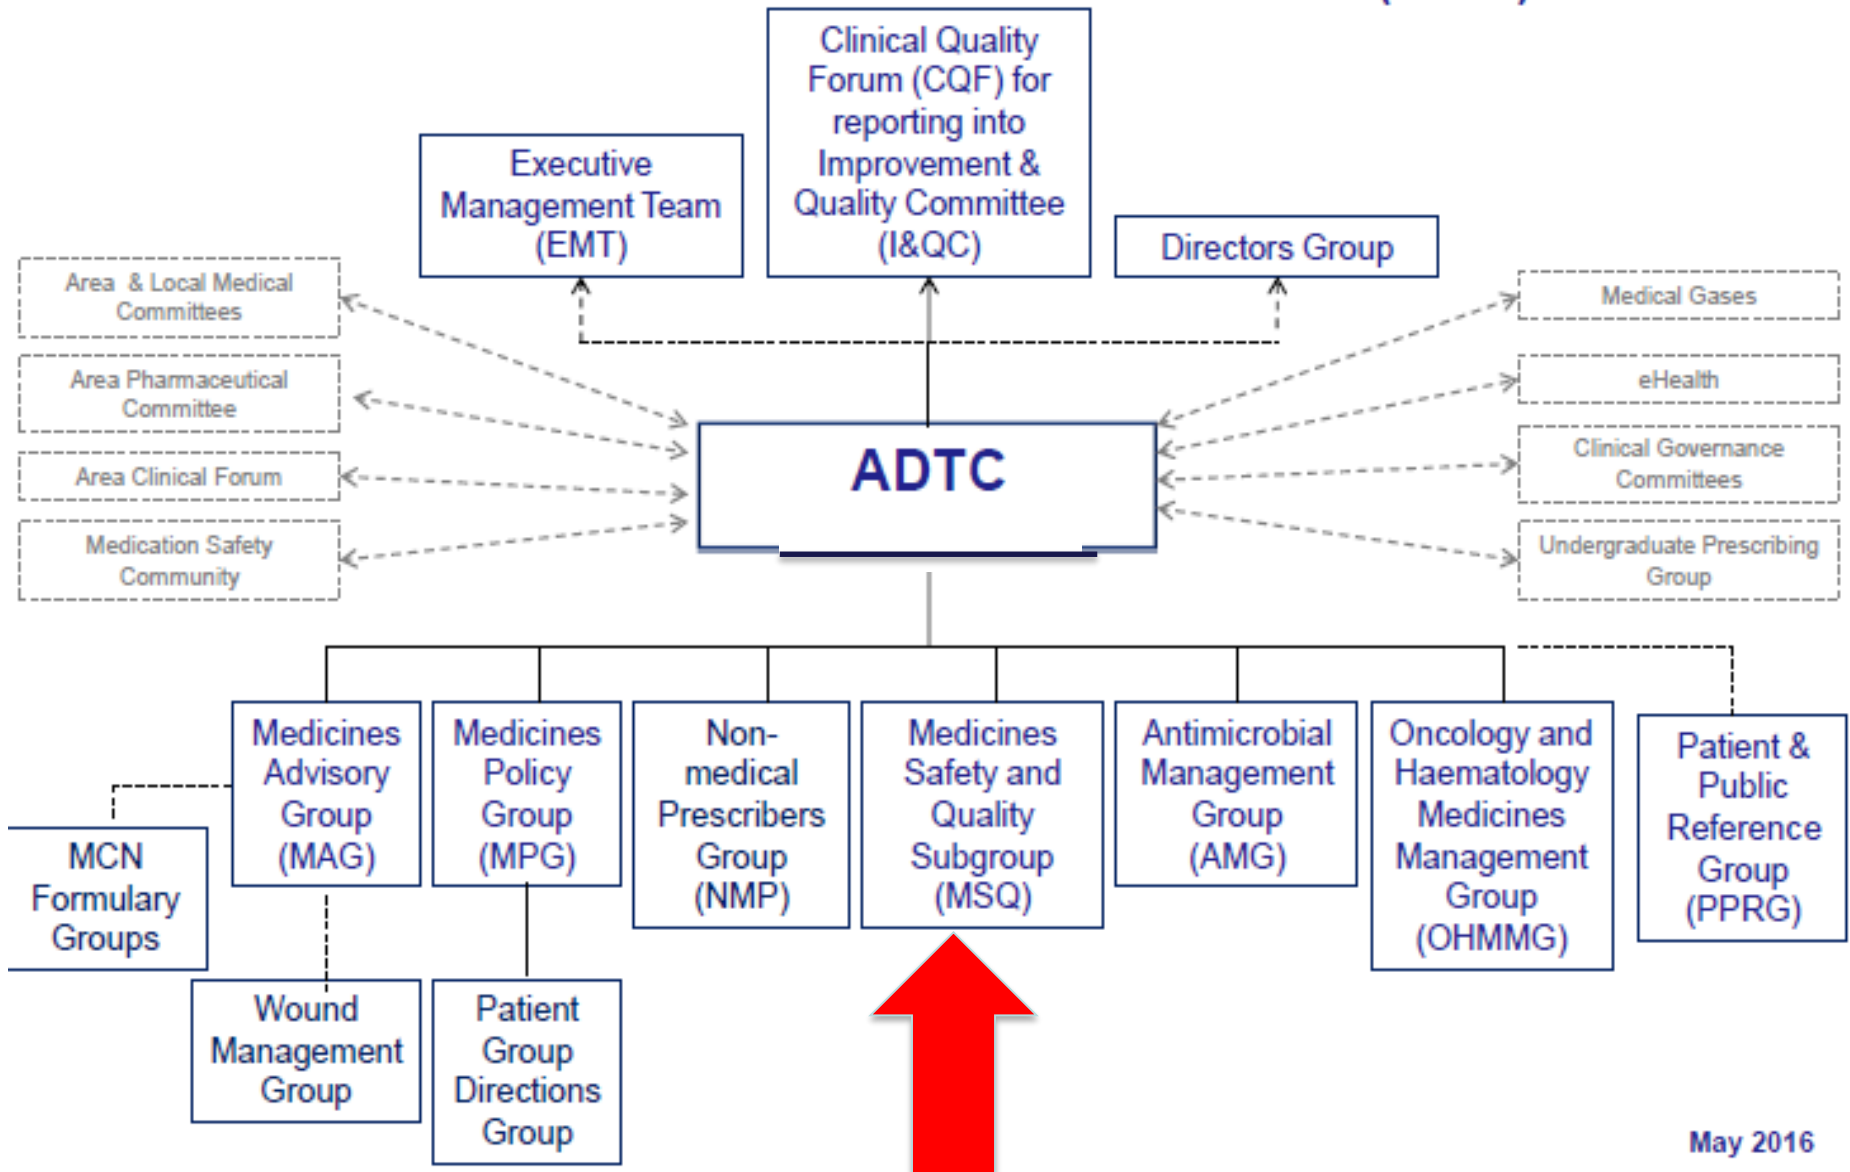 Clinical Quality
Forum (CQF) for
reporting into
Improvement &
Quality Committee
(I&QC)
Executive
Management Team
(EMT)
Directors Group
Area & Local Medical
Committees
Area Pharmaceutical
Committee
Area Clinical Forum
Medication Safety
Community
Medical Gases
eHealth
Clinical Governance
Committees
Undergraduate Prescribing
Group
ADTC
Medicines
Advisory
Group
(MAG)
Medicines
Policy
Group
(MPG)
Non-
medical
Prescribers
Group
(NMP)
Medicines
Safety and
Quality
Subgroup
(MSQ)
Antimicrobial
Management
Group
(AMG)
Oncology and
Haematology
Medicines
Management
Group
(OHMMG)
Patient &
Public
Reference
Group
(PPRG)
MCN
Formulary
Groups
Wound
Management
Group
Patient
Group
Directions
Group
May 2016